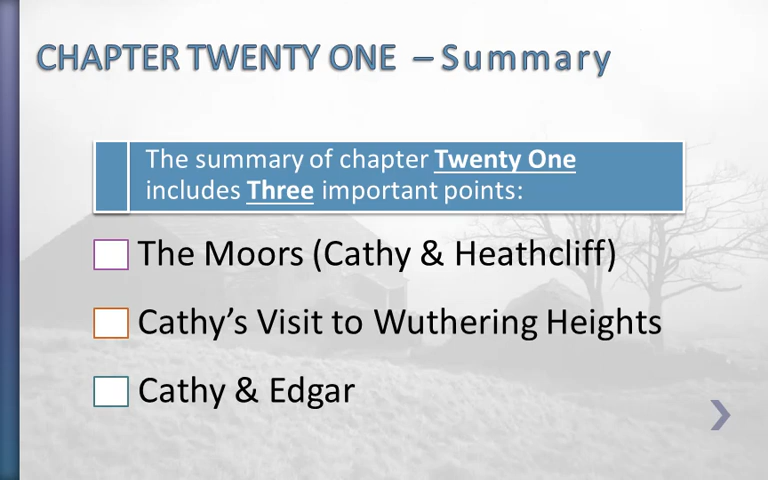 CHAPTER TWENTY ONE – Summary
The summary of chapter Twenty One
includes Three important points:
The Moors (Cathy & Heathcliff)
Cathy’s Visit to Wuthering Heights
Cathy & Edgar